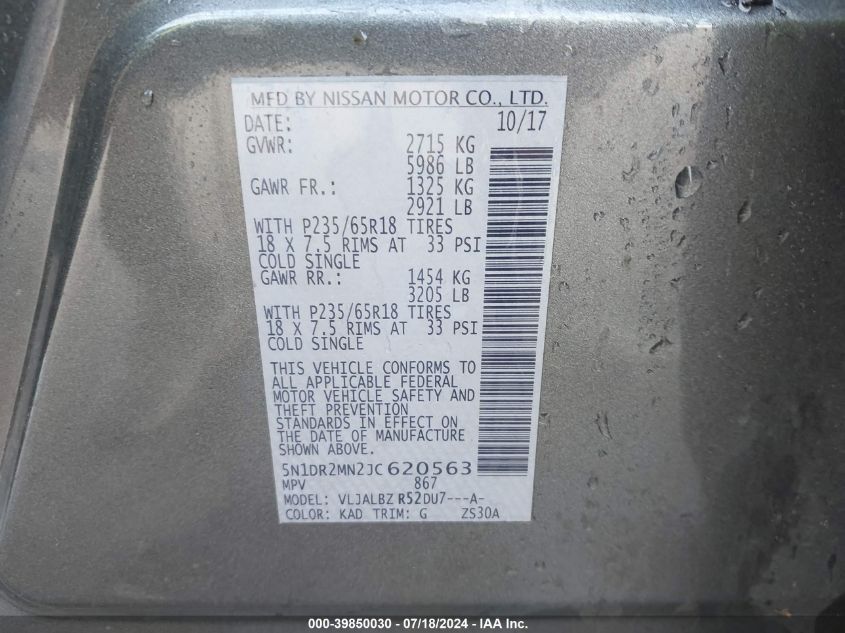 MFD BY NISSAN MOTOR CO., LTD.
DATE: 10/17
GVWR: 2715 KG
5986 LB
GAWR FR.: 1325 KG
2921 LB
WITH P235/65R18 TIRES
18 X 7.5 RIMS AT 33 PSI
COLD SINGLE
GAWR RR.: 1454 KG
3205 LB
WITH P235/65R18 TIRES
18 X 7.5 RIMS AT 33 PSI
COLD SINGLE
THIS VEHICLE CONFORMS TO
ALL APPLICABLE FEDERAL
MOTOR VEHICLE SAFETY AND
THEFT PREVENTION
STANDARDS IN EFFECT ON
THE DATE OF MANUFACTURE
SHOWN ABOVE.
5N1DR2MN2JC620563
MPV 867
MODEL: VLJALBZ R52DU7---A-
COLOR: KAD TRIM: G ZS30A
000-39850030 - 07/18/2024 - IAA Inc.